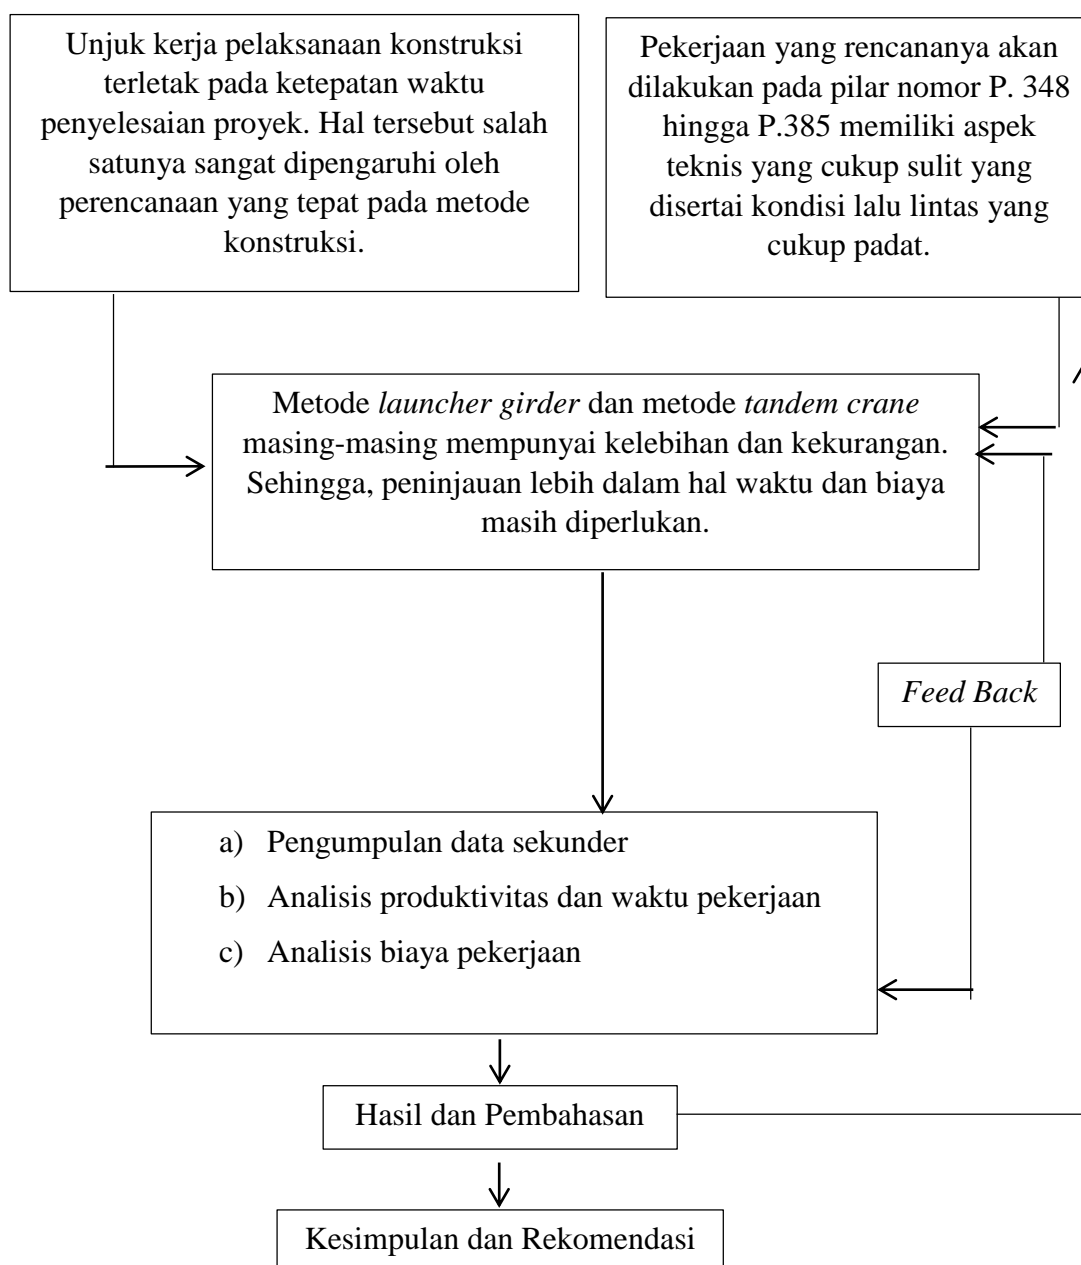 Unjuk kerja pelaksanaan konstruksi
terletak pada ketepatan waktu
penyelesaian proyek. Hal tersebut salah
satunya sangat dipengaruhi oleh
perencanaan yang tepat pada metode
konstruksi.
Pekerjaan yang rencananya akan
dilakukan pada pilar nomor P. 348
hingga P.385 memiliki aspek
teknis yang cukup sulit yang
disertai kondisi lalu lintas yang
cukup padat.
Metode launcher girder dan metode tandem crane
masing-masing mempunyai kelebihan dan kekurangan.
Sehingga, peninjauan lebih dalam hal waktu dan biaya
masih diperlukan.
Feed Back
a) Pengumpulan data sekunder
b) Analisis produktivitas dan waktu pekerjaan
c) Analisis biaya pekerjaan
Hasil dan Pembahasan
Kesimpulan dan Rekomendasi